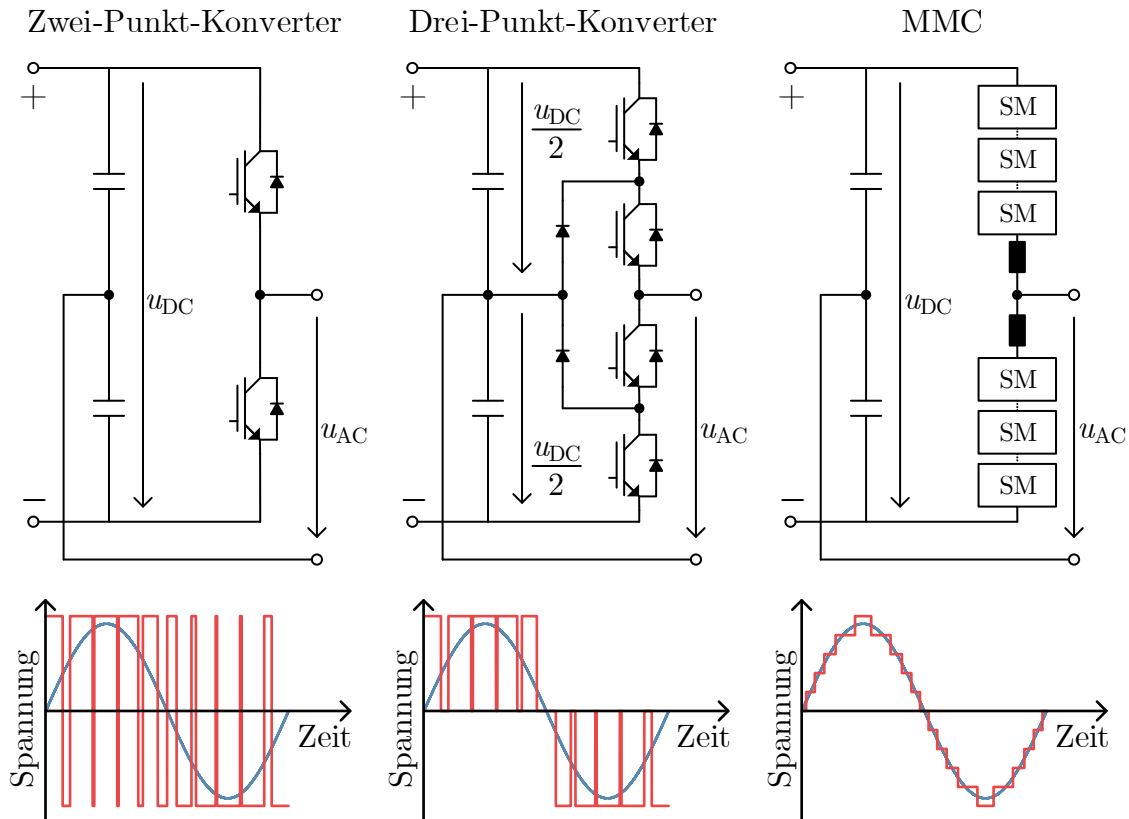 Zwei-Punkt-Konverter
+
u_DC
u_AC
−
Spannung
Zeit
Drei-Punkt-Konverter
+
u_DC
2
u_DC
2
u_AC
−
Spannung
Zeit
MMC
+
SM
SM
SM
u_DC
SM
SM
SM
u_AC
−
Spannung
Zeit